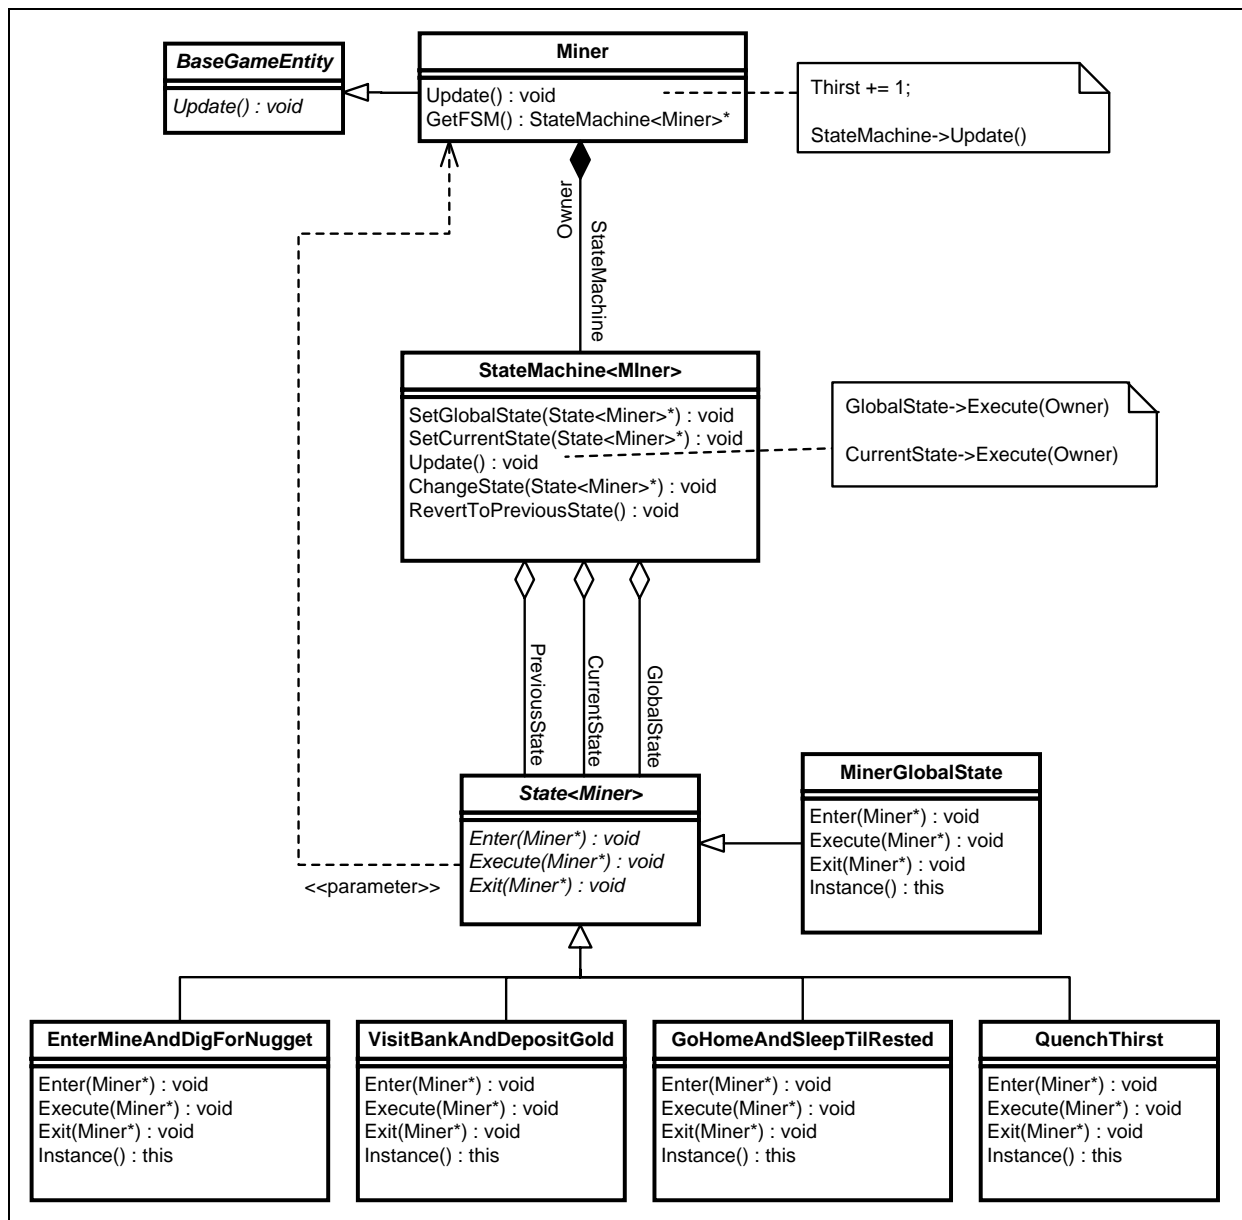 BaseGameEntity
Update() : void
Miner
Update() : void
GetFSM() : StateMachine<Miner>*
Thirst += 1;
StateMachine->Update()
Owner
StateMachine
StateMachine<MIner>
SetGlobalState(State<Miner>*) : void
SetCurrentState(State<Miner>*) : void
Update() : void
ChangeState(State<Miner>*) : void
RevertToPreviousState() : void
GlobalState->Execute(Owner)
CurrentState->Execute(Owner)
PreviousState
CurrentState
GlobalState
State<Miner>
Enter(Miner*) : void
Execute(Miner*) : void
Exit(Miner*) : void
<<parameter>>
MinerGlobalState
Enter(Miner*) : void
Execute(Miner*) : void
Exit(Miner*) : void
Instance() : this
EnterMineAndDigForNugget
Enter(Miner*) : void
Execute(Miner*) : void
Exit(Miner*) : void
Instance() : this
VisitBankAndDepositGold
Enter(Miner*) : void
Execute(Miner*) : void
Exit(Miner*) : void
Instance() : this
GoHomeAndSleepTilRested
Enter(Miner*) : void
Execute(Miner*) : void
Exit(Miner*) : void
Instance() : this
QuenchThirst
Enter(Miner*) : void
Execute(Miner*) : void
Exit(Miner*) : void
Instance() : this